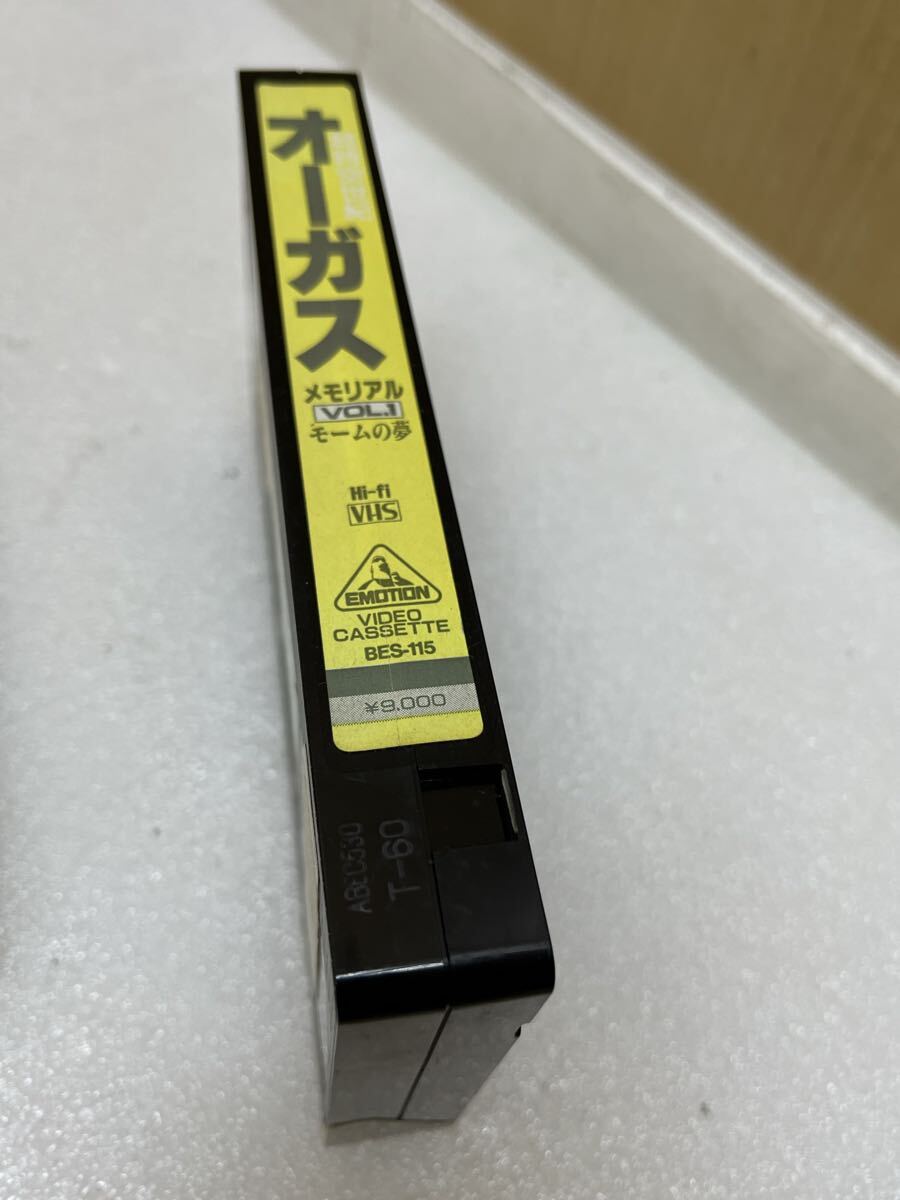 オーガス
メモリアル
VOL.1
モームの夢
Hi-fi
VHS
EMOTION
VIDEO
CASSETTE
BES-115
¥9.000
T-60